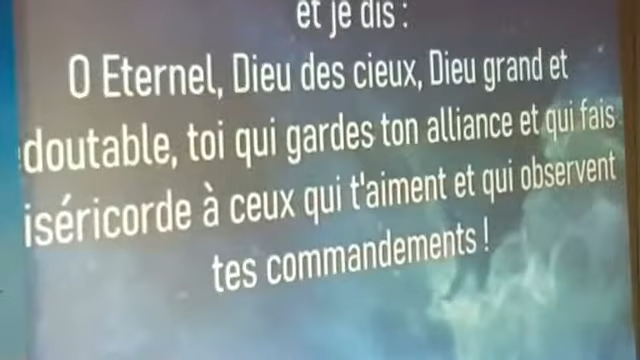 et je dis :
O Eternel, Dieu des cieux, Dieu grand et
doutable, toi qui gardes ton alliance et qui fais
iséricorde à ceux qui t'aiment et qui observent
tes commandements !